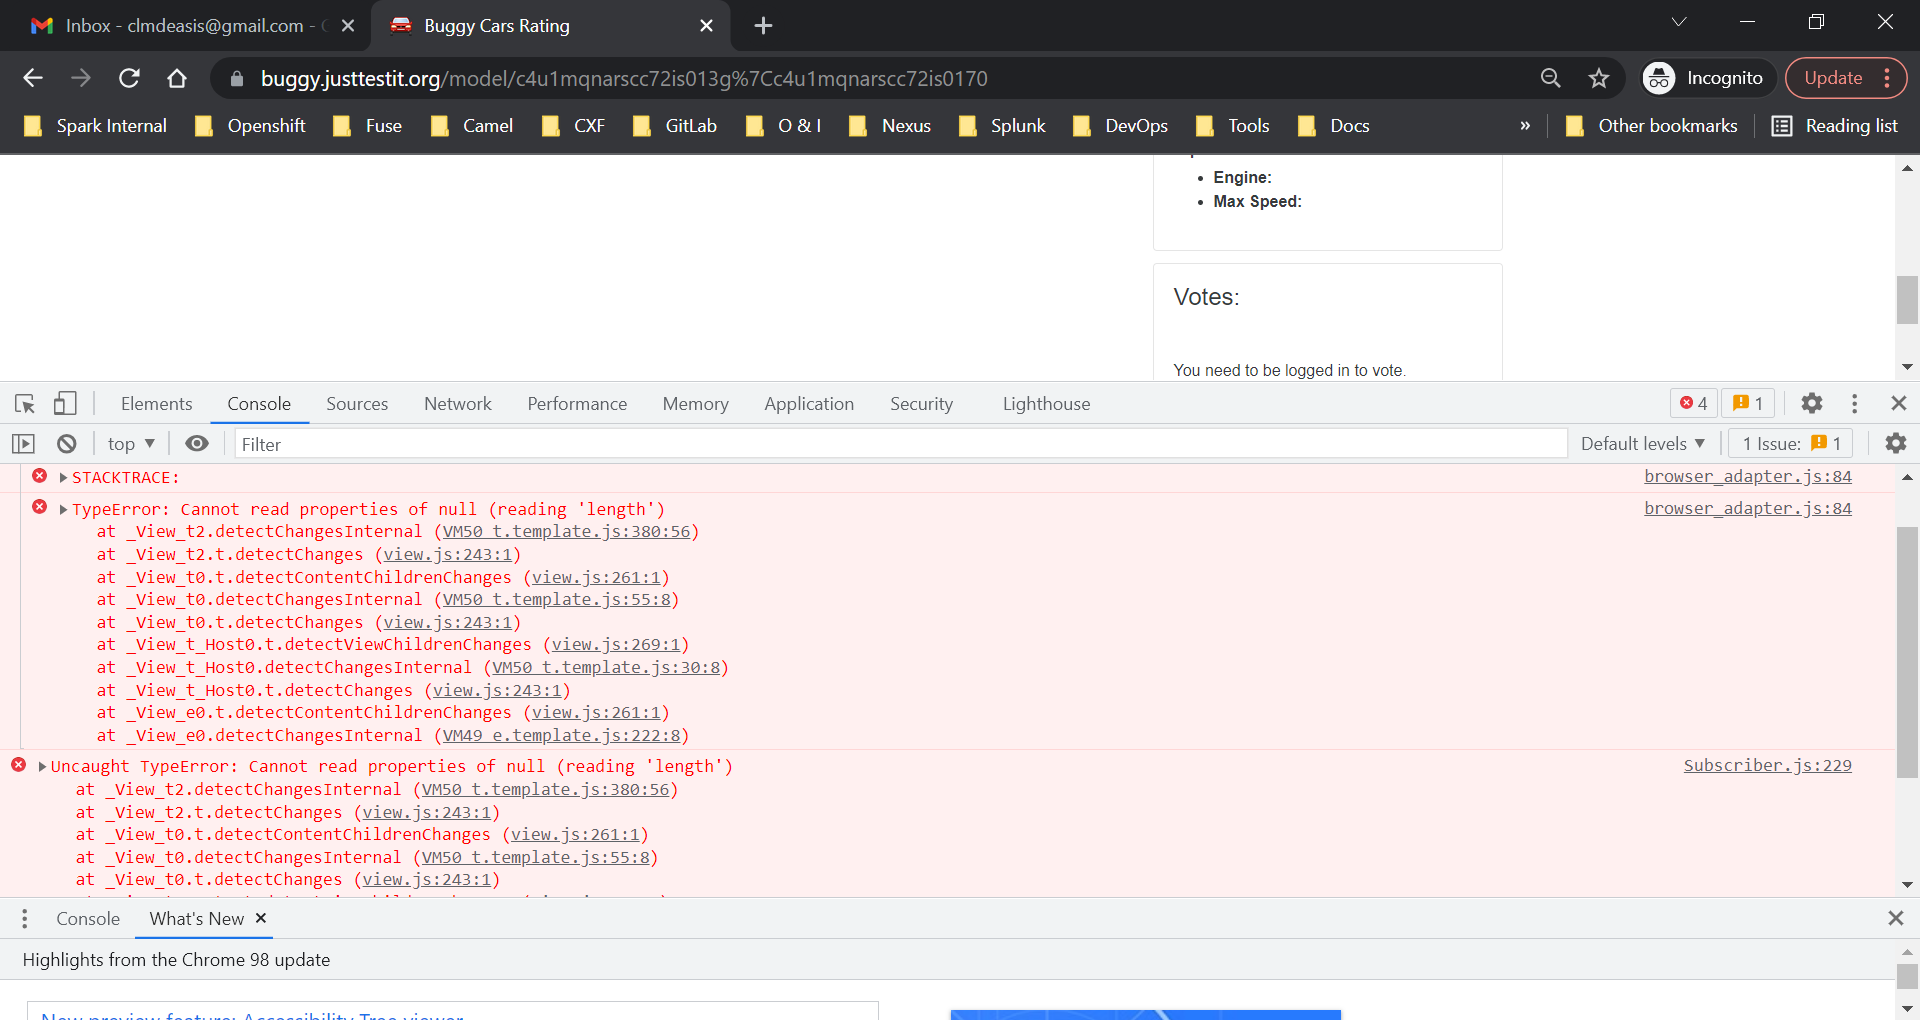 Inbox - clmdeasis@gmail.com -
Buggy Cars Rating
buggy.justtestit.org/model/c4u1mqnarscc72is013g%7Cc4u1mqnarscc72is0170
Incognito
Update
Spark Internal
Openshift
Fuse
Camel
CXF
GitLab
O & I
Nexus
Splunk
DevOps
Tools
Docs
»
Other bookmarks
Reading list
• Engine:
• Max Speed:
Votes:
You need to be logged in to vote.
Elements
Console
Sources
Network
Performance
Memory
Application
Security
Lighthouse
4
1
top
Filter
Default levels
1 Issue: 1
STACKTRACE: browser_adapter.js:84
TypeError: Cannot read properties of null (reading 'length') browser_adapter.js:84
at _View_t2.detectChangesInternal (VM50 t.template.js:380:56)
at _View_t2.t.detectChanges (view.js:243:1)
at _View_t0.t.detectContentChildrenChanges (view.js:261:1)
at _View_t0.detectChangesInternal (VM50 t.template.js:55:8)
at _View_t0.t.detectChanges (view.js:243:1)
at _View_t_Host0.t.detectViewChildrenChanges (view.js:269:1)
at _View_t_Host0.detectChangesInternal (VM50 t.template.js:30:8)
at _View_t_Host0.t.detectChanges (view.js:243:1)
at _View_e0.t.detectContentChildrenChanges (view.js:261:1)
at _View_e0.detectChangesInternal (VM49 e.template.js:222:8)
Uncaught TypeError: Cannot read properties of null (reading 'length') Subscriber.js:229
at _View_t2.detectChangesInternal (VM50 t.template.js:380:56)
at _View_t2.t.detectChanges (view.js:243:1)
at _View_t0.t.detectContentChildrenChanges (view.js:261:1)
at _View_t0.detectChangesInternal (VM50 t.template.js:55:8)
at _View_t0.t.detectChanges (view.js:243:1)
Console
What's New
Highlights from the Chrome 98 update
New preview feature: Accessibility Tree viewer